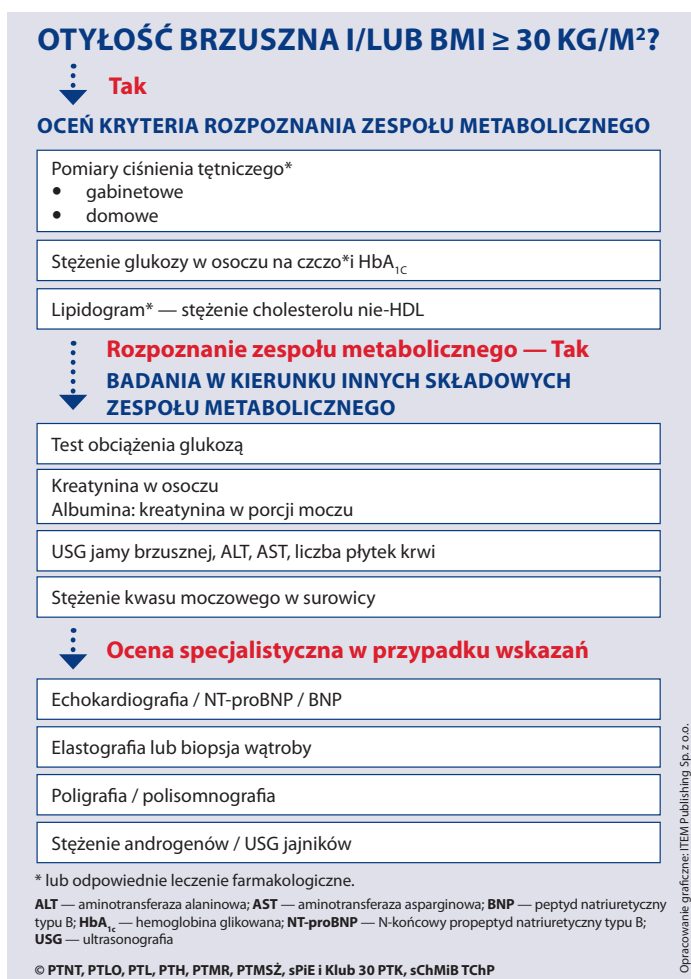 OTYŁOŚĆ BRZUSZNA I/LUB BMI ≥ 30 KG/M²?
Tak
OCEŃ KRYTERIA ROZPOZNANIA ZESPOŁU METABOLICZNEGO
Pomiary ciśnienia tętniczego*
• gabinetowe
• domowe
Stężenie glukozy w osoczu na czczo*i HbA1C
Lipidogram* — stężenie cholesterolu nie-HDL
Rozpoznanie zespołu metabolicznego — Tak
BADANIA W KIERUNKU INNYCH SKŁADOWYCH
ZESPOŁU METABOLICZNEGO
Test obciążenia glukozą
Kreatynina w osoczu
Albumina: kreatynina w porcji moczu
USG jamy brzusznej, ALT, AST, liczba płytek krwi
Stężenie kwasu moczowego w surowicy
Ocena specjalistyczna w przypadku wskazań
Echokardiografia / NT-proBNP / BNP
Elastografia lub biopsja wątroby
Poligrafia / polisomnografia
Stężenie androgenów / USG jajników
* lub odpowiednie leczenie farmakologiczne.
ALT — aminotransferaza alaninowa; AST — aminotransferaza asparginowa; BNP — peptyd natriuretyczny
typu B; HbA1c — hemoglobina glikowana; NT-proBNP — N-końcowy propeptyd natriuretyczny typu B;
USG — ultrasonografia
© PTNT, PTLO, PTL, PTH, PTMR, PTMSŻ, sPiE i Klub 30 PTK, sChMiB TChP
Opracowanie graficzne: ITEM Publishing Sp. z o.o.